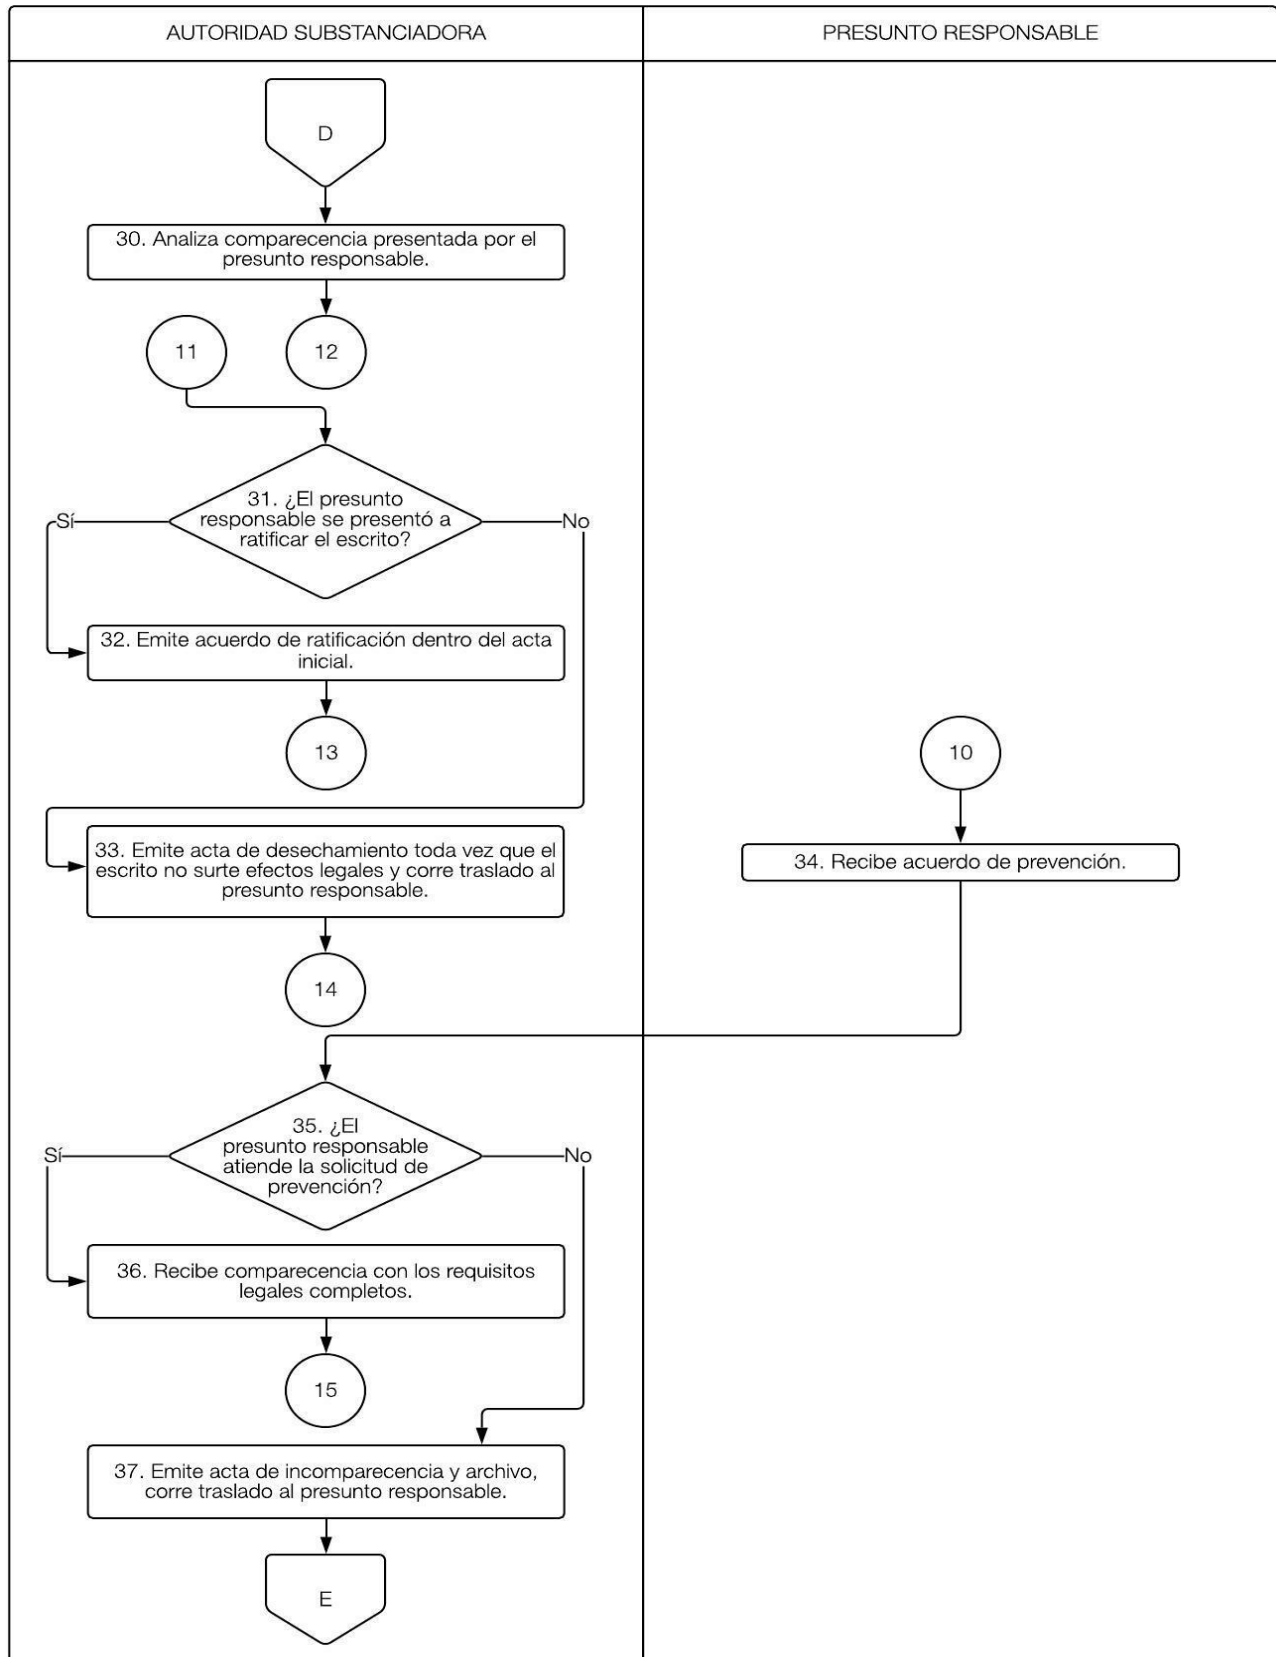 AUTORIDAD SUBSTANCIADORA
PRESUNTO RESPONSABLE
D
30. Analiza comparecencia presentada por el
presunto responsable.
11
12
31. ¿El presunto
responsable se presentó a
ratificar el escrito?
Sí
No
32. Emite acuerdo de ratificación dentro del acta
inicial.
13
10
33. Emite acta de desechamiento toda vez que el
escrito no surte efectos legales y corre traslado al
presunto responsable.
34. Recibe acuerdo de prevención.
14
35. ¿El
presunto responsable
atiende la solicitud de
prevención?
Sí
No
36. Recibe comparecencia con los requisitos
legales completos.
15
37. Emite acta de incomparecencia y archivo,
corre traslado al presunto responsable.
E